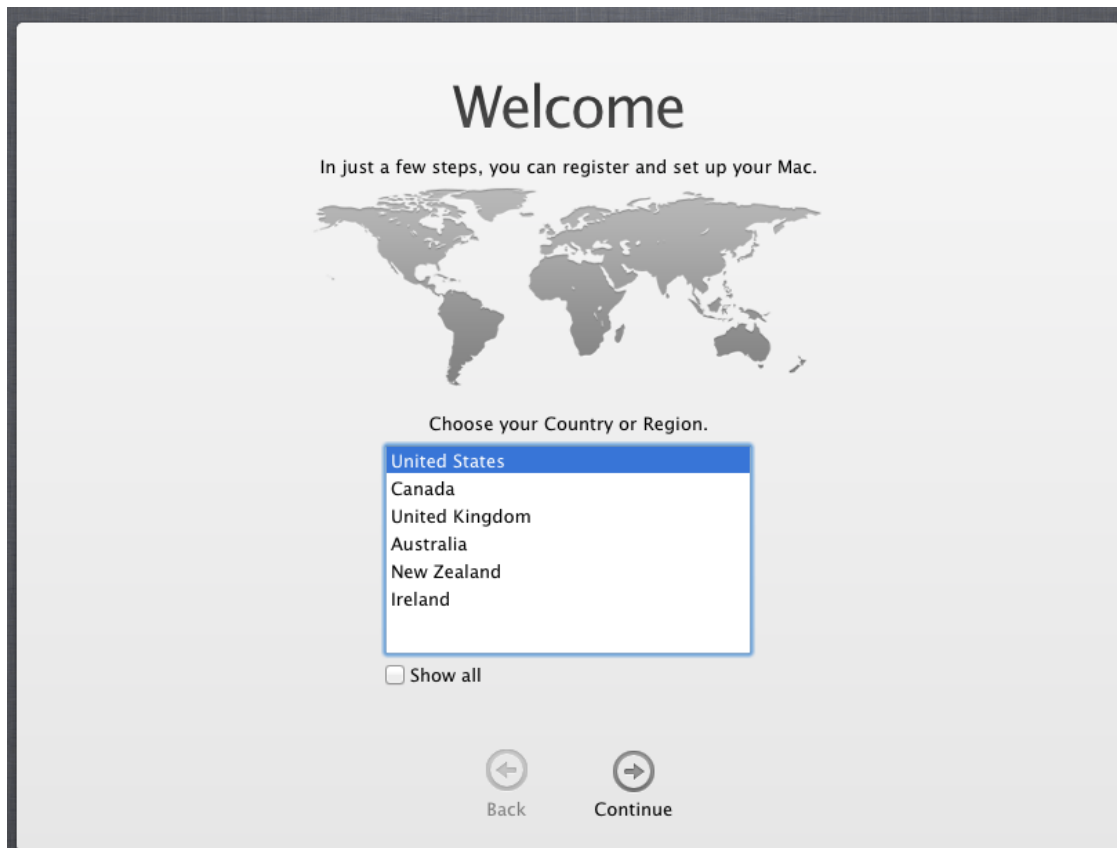 Welcome
In just a few steps, you can register and set up your Mac.
Choose your Country or Region.
United States
Canada
United Kingdom
Australia
New Zealand
Ireland
Show all
Back
Continue